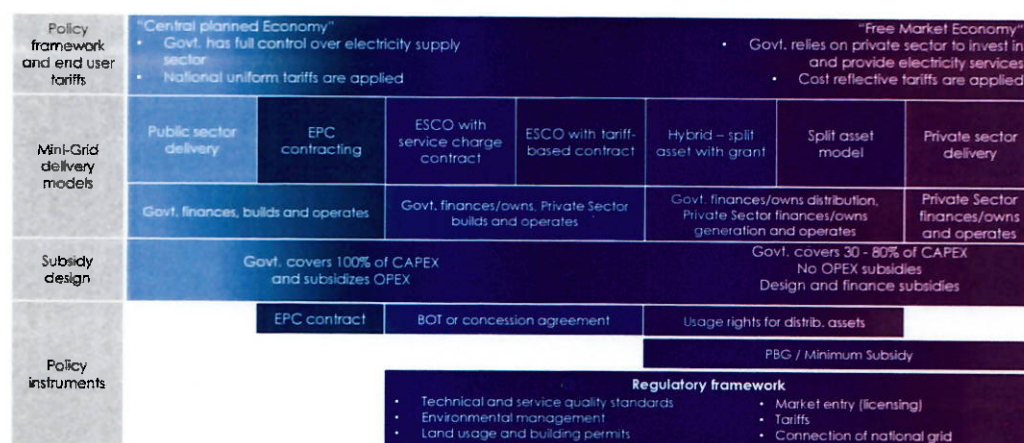 Policy
framework
and end user
tariffs
"Central planned Economy"
• Govt. has full control over electricity supply
sector
• National uniform tariffs are applied
"Free Market Economy"
• Govt. relies on private sector to invest in
and provide electricity services
• Cost reflective tariffs are applied
Mini-Grid
delivery
models
Public sector
delivery
EPC
contracting
ESCO with
service charge
contract
ESCO with tariff-
based contract
Hybrid – split
asset with grant
Split asset
model
Private sector
delivery
Govt. finances, builds and operates
Govt. finances/owns, Private Sector
builds and operates
Govt. finances/owns distribution,
Private Sector finances/owns
generation and operates
Private Sector
finances/owns
and operates
Subsidy
design
Govt. covers 100% of CAPEX
and subsidizes OPEX
Govt. covers 30 - 80% of CAPEX
No OPEX subsidies
Design and finance subsidies
Policy
instruments
EPC contract
BOT or concession agreement
Usage rights for distrib. assets
PBG / Minimum Subsidy
Regulatory framework
• Technical and service quality standards
• Environmental management
• Land usage and building permits
• Market entry (licensing)
• Tariffs
• Connection of national grid